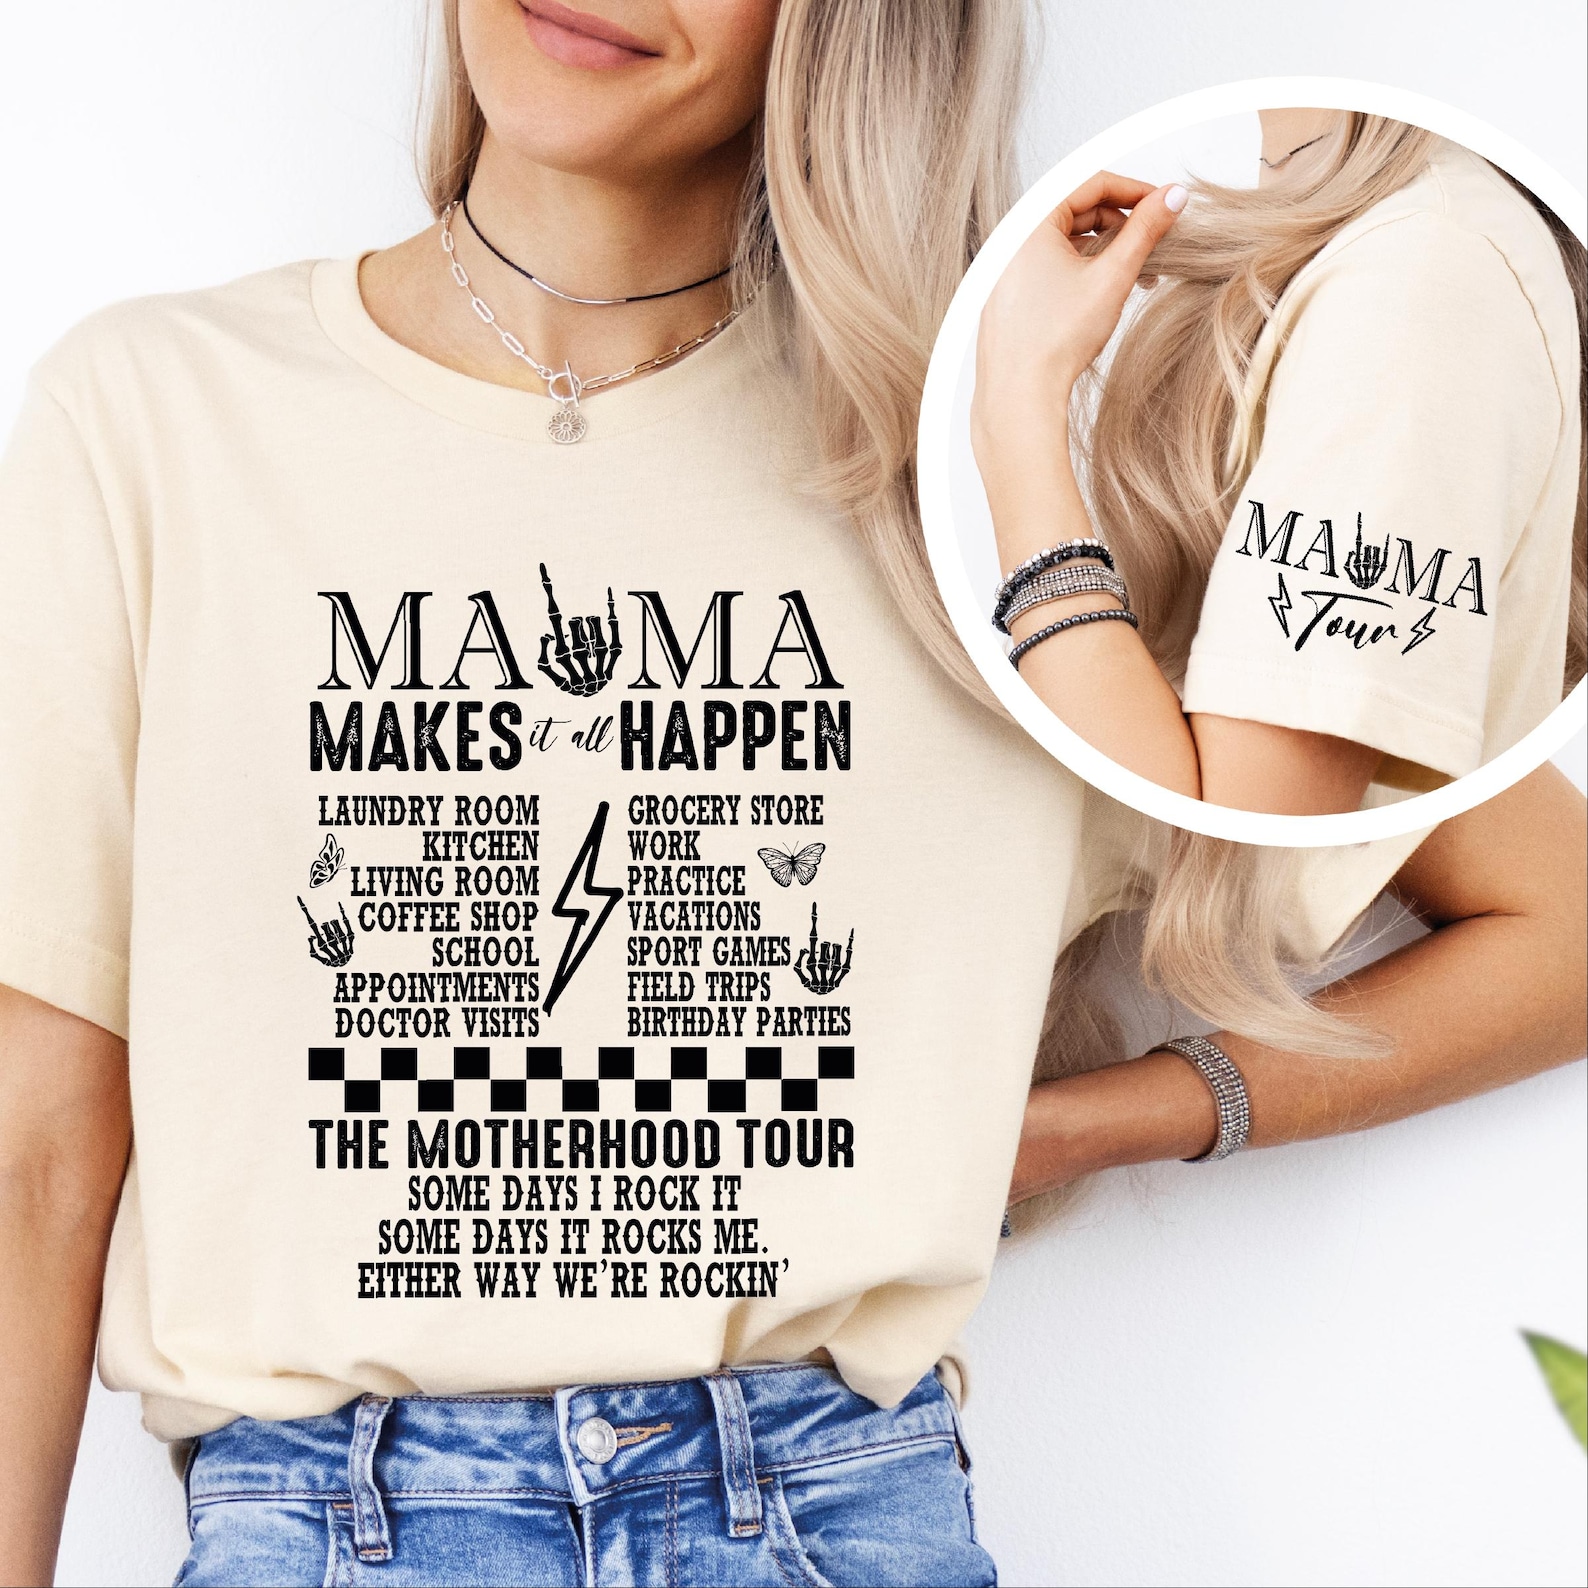 MAMA
MAKES it all HAPPEN
LAUNDRY ROOM
KITCHEN
LIVING ROOM
COFFEE SHOP
SCHOOL
APPOINTMENTS
DOCTOR VISITS
GROCERY STORE
WORK
PRACTICE
VACATIONS
SPORT GAMES
FIELD TRIPS
BIRTHDAY PARTIES
THE MOTHERHOOD TOUR
SOME DAYS I ROCK IT
SOME DAYS IT ROCKS ME.
EITHER WAY WE'RE ROCKIN'
MAMA
Tour